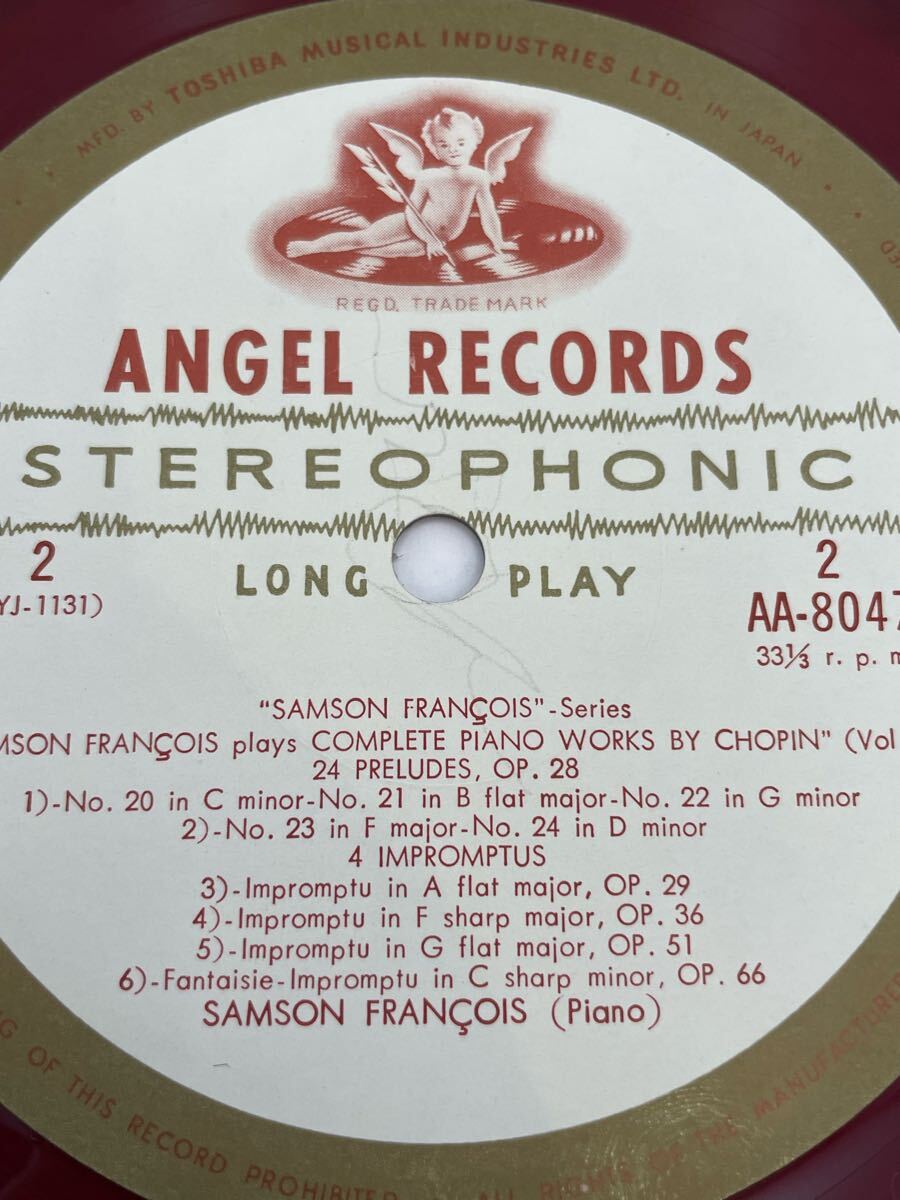 MFD. BY TOSHIBA MUSICAL INDUSTRIES LTD. IN JAPAN
REGD. TRADE MARK
ANGEL RECORDS
STEREOPHONIC
LONG PLAY
2
YJ-1131)
2
AA-8047
33⅓ r. p. m
"SAMSON FRANÇOIS"-Series
MSON FRANÇOIS plays COMPLETE PIANO WORKS BY CHOPIN" (Vol
24 PRELUDES, OP. 28
1)-No. 20 in C minor-No. 21 in B flat major-No. 22 in G minor
2)-No. 23 in F major-No. 24 in D minor
4 IMPROMPTUS
3)-Impromptu in A flat major, OP. 29
4)-Impromptu in F sharp major, OP. 36
5)-Impromptu in G flat major, OP. 51
6)-Fantaisie-Impromptu in C sharp minor, OP. 66
SAMSON FRANÇOIS (Piano)
G OF THIS RECORD PROHIBITED ALL RIGHTS OF THE MANUFACTURER